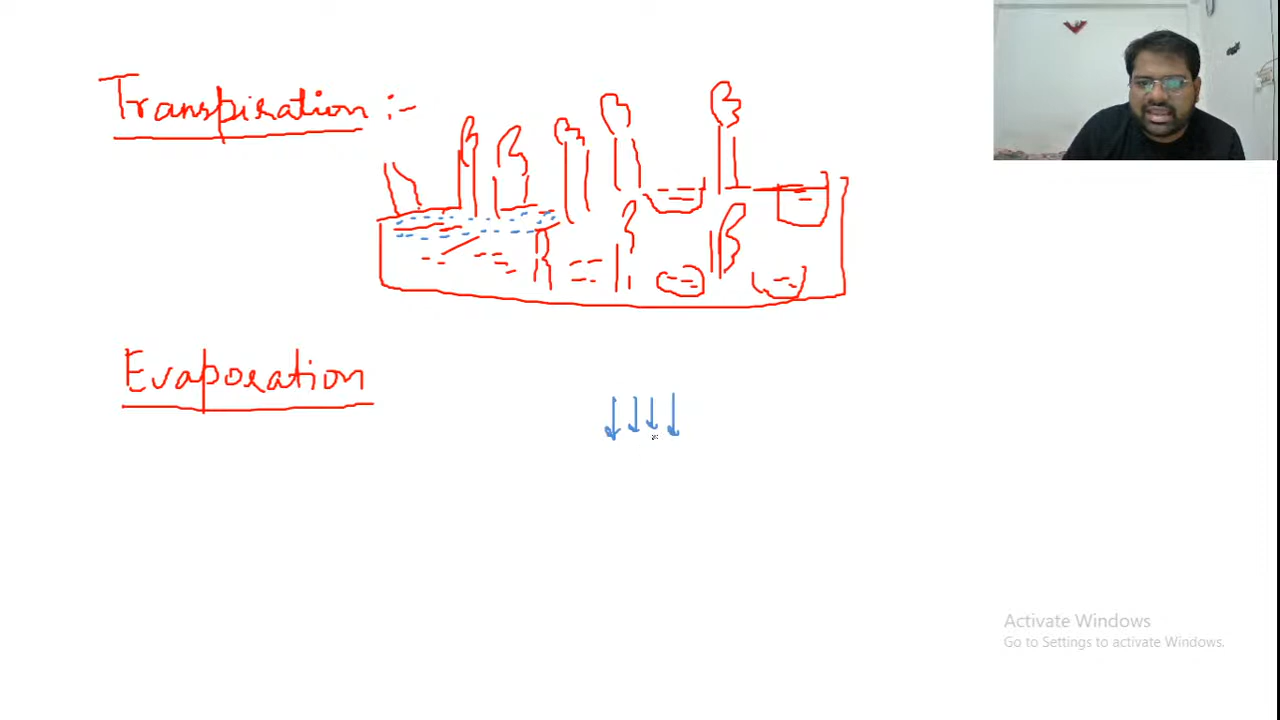 Transpiration :-
Evaporation
Activate Windows
Go to Settings to activate Windows.